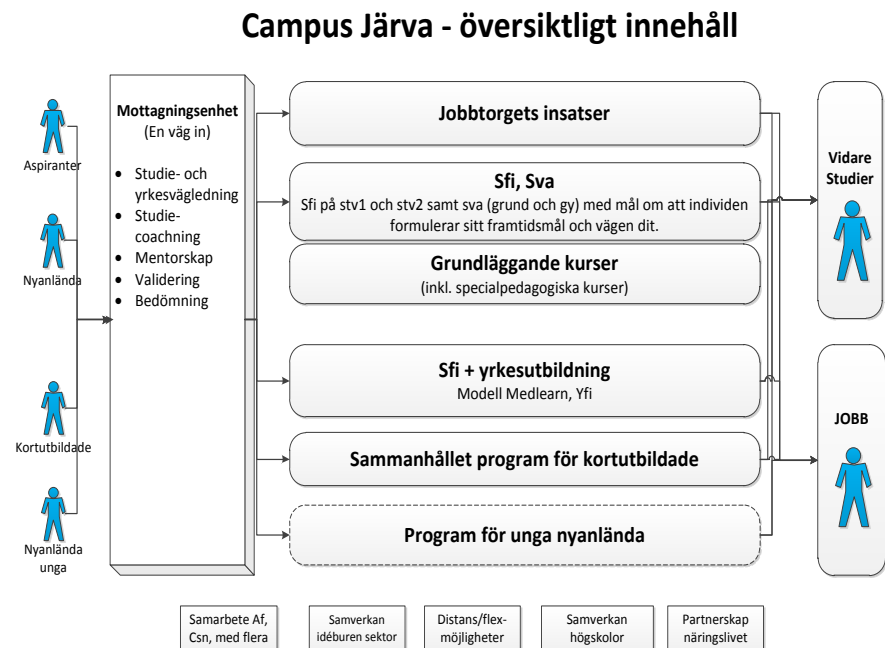 Campus Järva - översiktligt innehåll
Aspiranter
Nyanlända
Kortutbildade
Nyanlända
unga
Mottagningsenhet
(En väg in)
• Studie- och
yrkesvägledning
• Studie-
coachning
• Mentorskap
• Validering
• Bedömning
Jobbtorgets insatser
Sfi, Sva
Sfi på stv1 och stv2 samt sva (grund och gy) med mål om att individen
formulerar sitt framtidsmål och vägen dit.
Grundläggande kurser
(inkl. specialpedagogiska kurser)
Sfi + yrkesutbildning
Modell Medlearn, Yfi
Sammanhållet program för kortutbildade
Program för unga nyanlända
Vidare
Studier
JOBB
Samarbete Af,
Csn, med flera
Samverkan
idéburen sektor
Distans/flex-
möjligheter
Samverkan
högskolor
Partnerskap
näringslivet